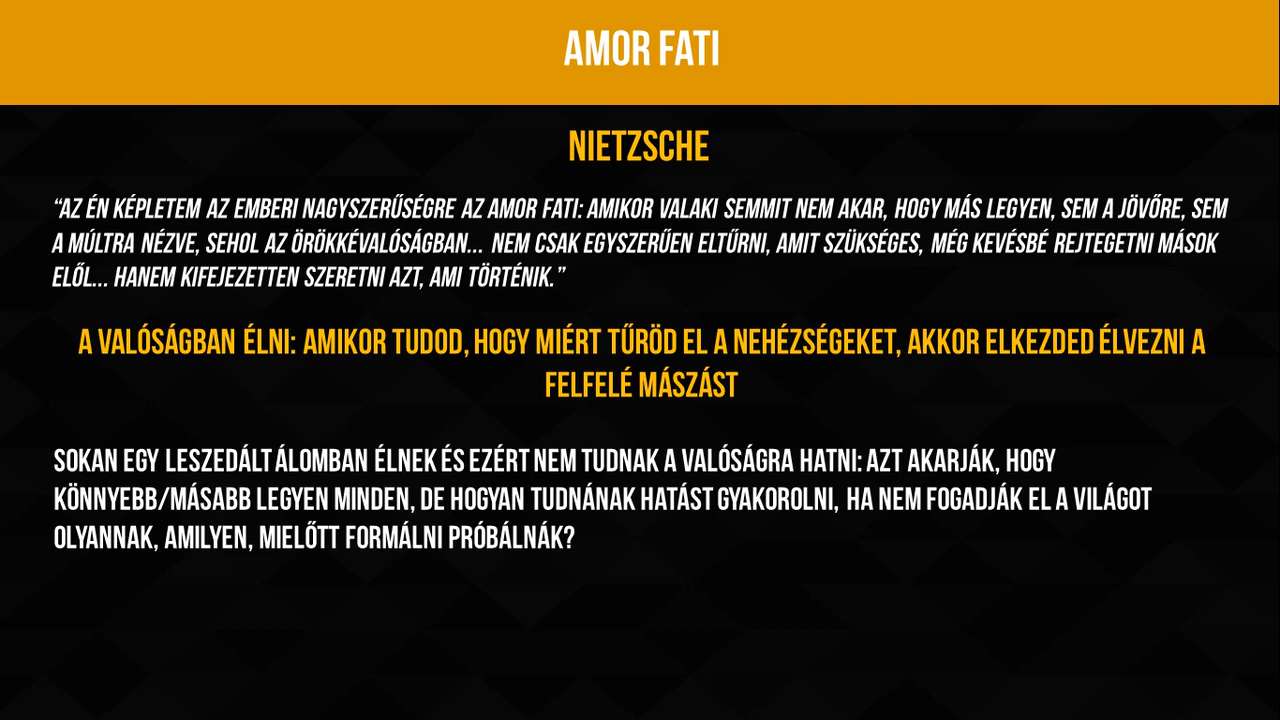 AMOR FATI
NIETZSCHE
“AZ ÉN KÉPLETEM AZ EMBERI NAGYSZERŰSÉGRE AZ AMOR FATI: AMIKOR VALAKI SEMMIT NEM AKAR, HOGY MÁS LEGYEN, SEM A JÖVŐRE, SEM
A MÚLTRA NÉZVE, SEHOL AZ ÖRÖKKÉVALÓSÁGBAN... NEM CSAK EGYSZERŰEN ELTŰRNI, AMIT SZÜKSÉGES, MÉG KEVÉSBÉ REJTEGETNI MÁSOK
ELŐL... HANEM KIFEJEZETTEN SZERETNI AZT, AMI TÖRTÉNIK.”
A VALÓSÁGBAN ÉLNI: AMIKOR TUDOD, HOGY MIÉRT TŰRÖD EL A NEHÉZSÉGEKET, AKKOR ELKEZDED ÉLVEZNI A
FELFELÉ MÁSZÁST
SOKAN EGY LESZEDÁLT ÁLOMBAN ÉLNEK ÉS EZÉRT NEM TUDNAK A VALÓSÁGRA HATNI: AZT AKARJÁK, HOGY
KÖNNYEBB/MÁSABB LEGYEN MINDEN, DE HOGYAN TUDNÁNAK HATÁST GYAKOROLNI, HA NEM FOGADJÁK EL A VILÁGOT
OLYANNAK, AMILYEN, MIELŐTT FORMÁLNI PRÓBÁLNÁK?